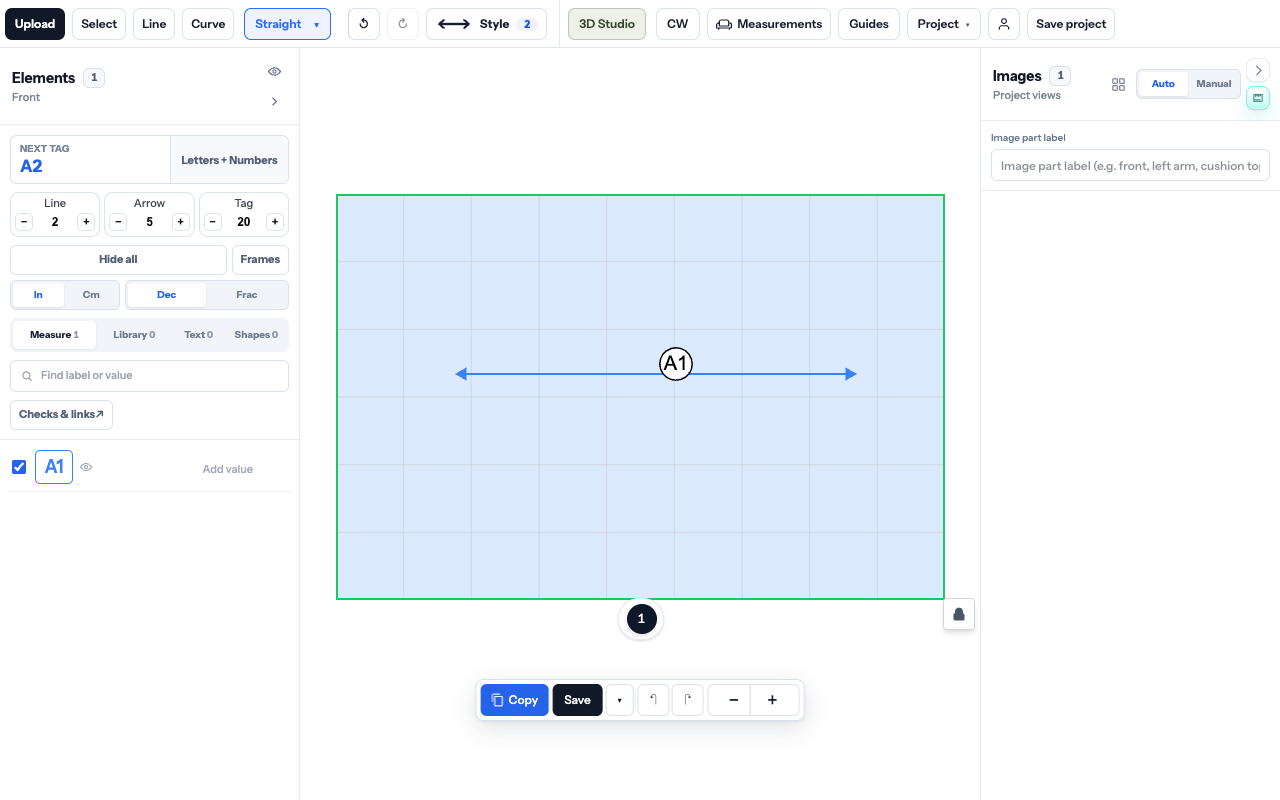 Upload Select Line Curve Straight Style 2 3D Studio CW Measurements Guides Project Save project
Elements 1
Front
NEXT TAG
A2
Letters + Numbers
Line Arrow Tag
− 2 + − 5 + − 20 +
Hide all Frames
In Cm Dec Frac
Measure 1 Library 0 Text 0 Shapes 0
Find label or value
Checks & links↗
A1 Add value
A1
1
Copy Save − +
Images 1
Project views
Auto Manual
Image part label
Image part label (e.g. front, left arm, cushion to